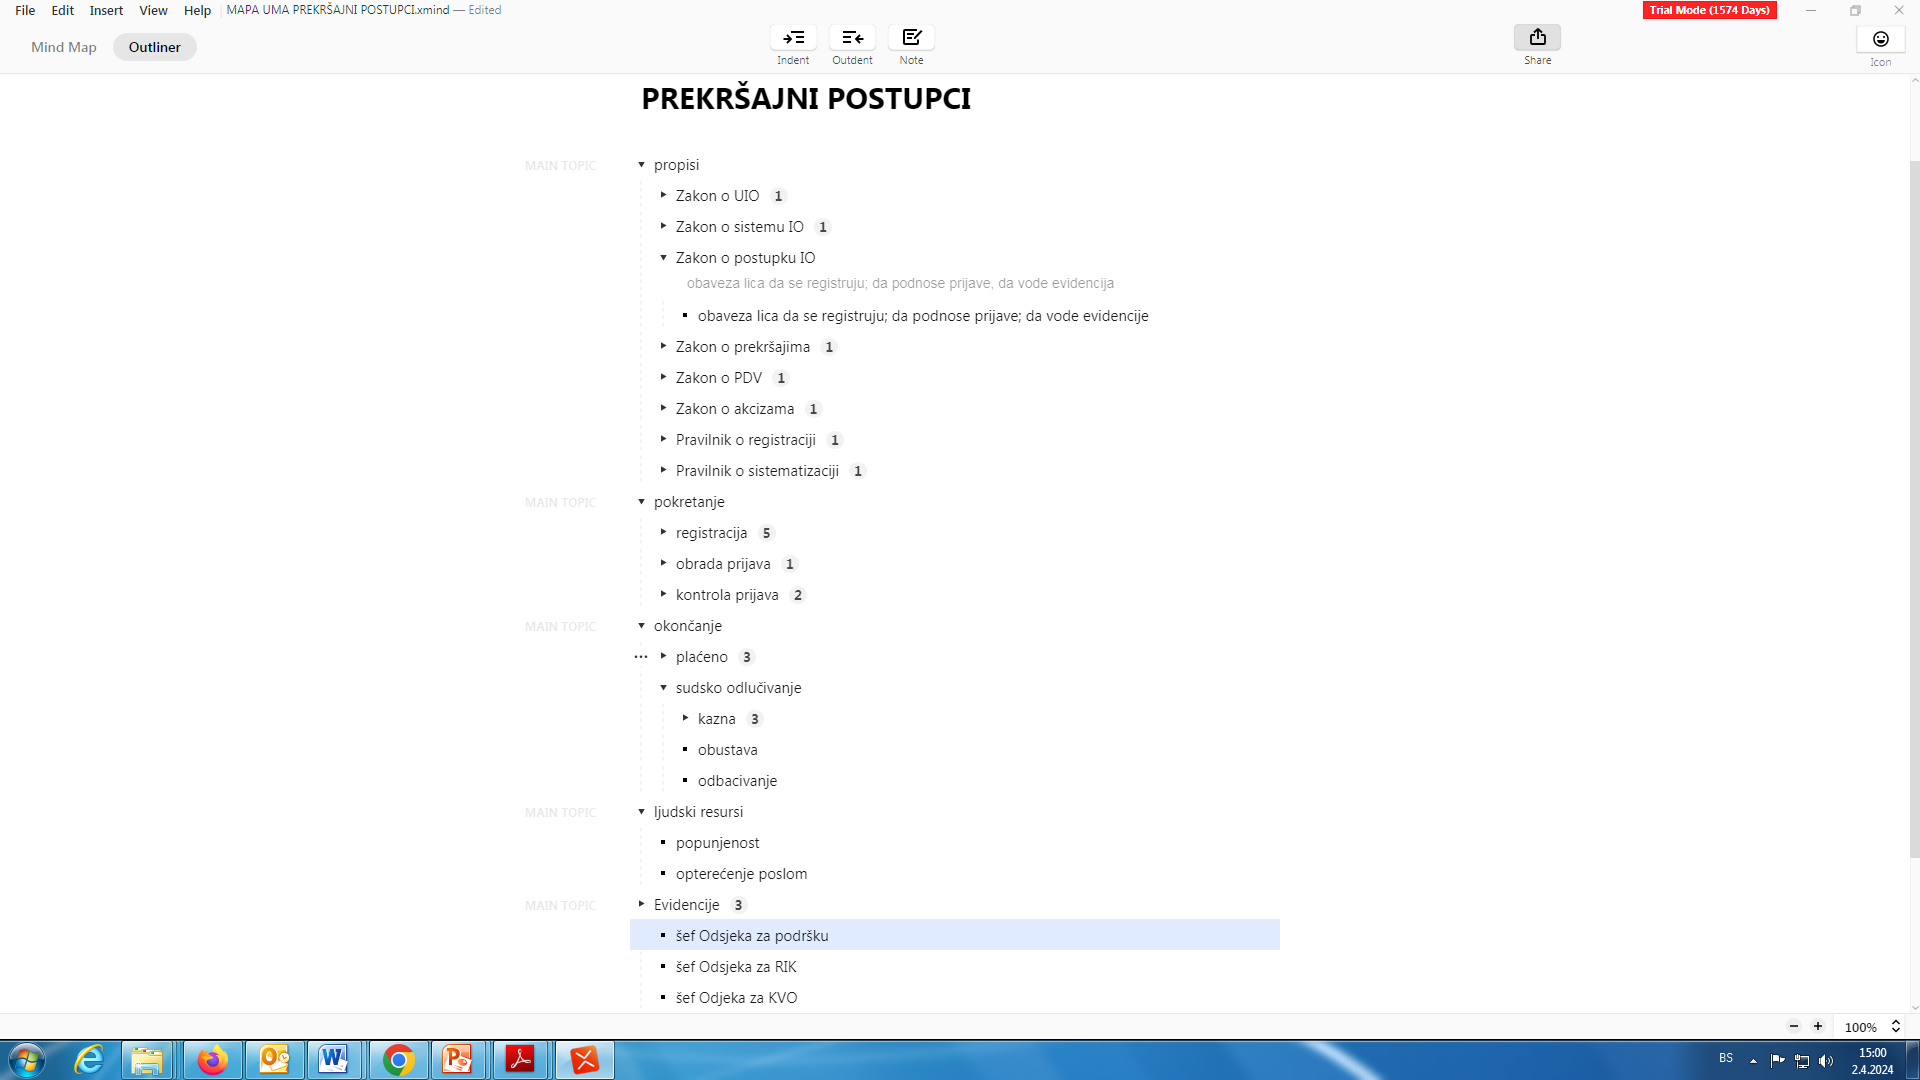 File Edit Insert View Help MAPA UMA PREKRŠAJNI POSTUPCI.xmind — Edited
Trial Mode (1574 Days)
Mind Map Outliner
Indent Outdent Note Share Icon
PREKRŠAJNI POSTUPCI
MAIN TOPIC propisi
Zakon o UIO 1
Zakon o sistemu IO 1
Zakon o postupku IO
obaveza lica da se registruju; da podnose prijave, da vode evidencija
obaveza lica da se registruju; da podnose prijave; da vode evidencije
Zakon o prekršajima 1
Zakon o PDV 1
Zakon o akcizama 1
Pravilnik o registraciji 1
Pravilnik o sistematizaciji 1
MAIN TOPIC pokretanje
registracija 5
obrada prijava 1
kontrola prijava 2
MAIN TOPIC okončanje
plaćeno 3
sudsko odlučivanje
kazna 3
obustava
odbacivanje
MAIN TOPIC ljudski resursi
popunjenost
opterećenje poslom
MAIN TOPIC Evidencije 3
šef Odsjeka za podršku
šef Odsjeka za RIK
šef Odjeka za KVO
100%
BS
15:00
2.4.2024